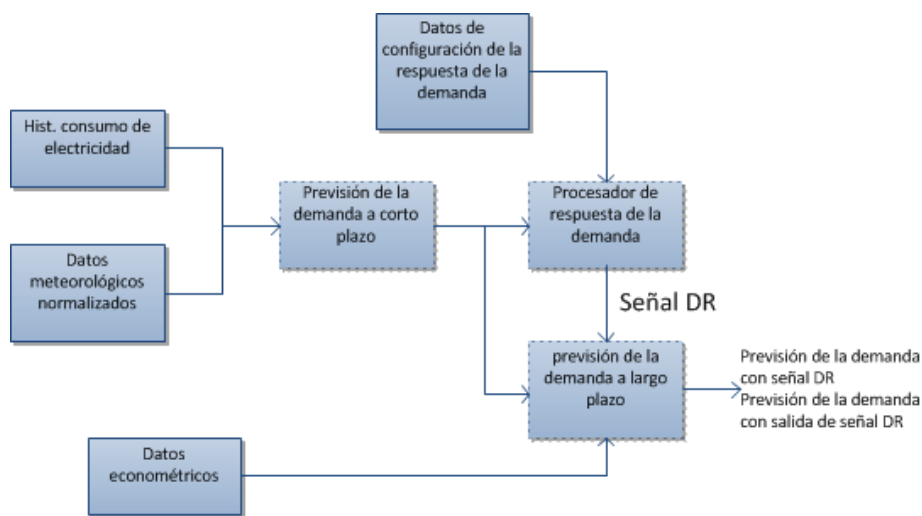 Datos de
configuración de la
respuesta de la
demanda
Hist. consumo de
electricidad
Previsión de la
demanda a corto
plazo
Procesador de
respuesta de la
demanda
Datos
meteorológicos
normalizados
Señal DR
previsión de la
demanda a largo
plazo
Previsión de la demanda
con señal DR
Previsión de la demanda
con salida de señal DR
Datos
econométricos